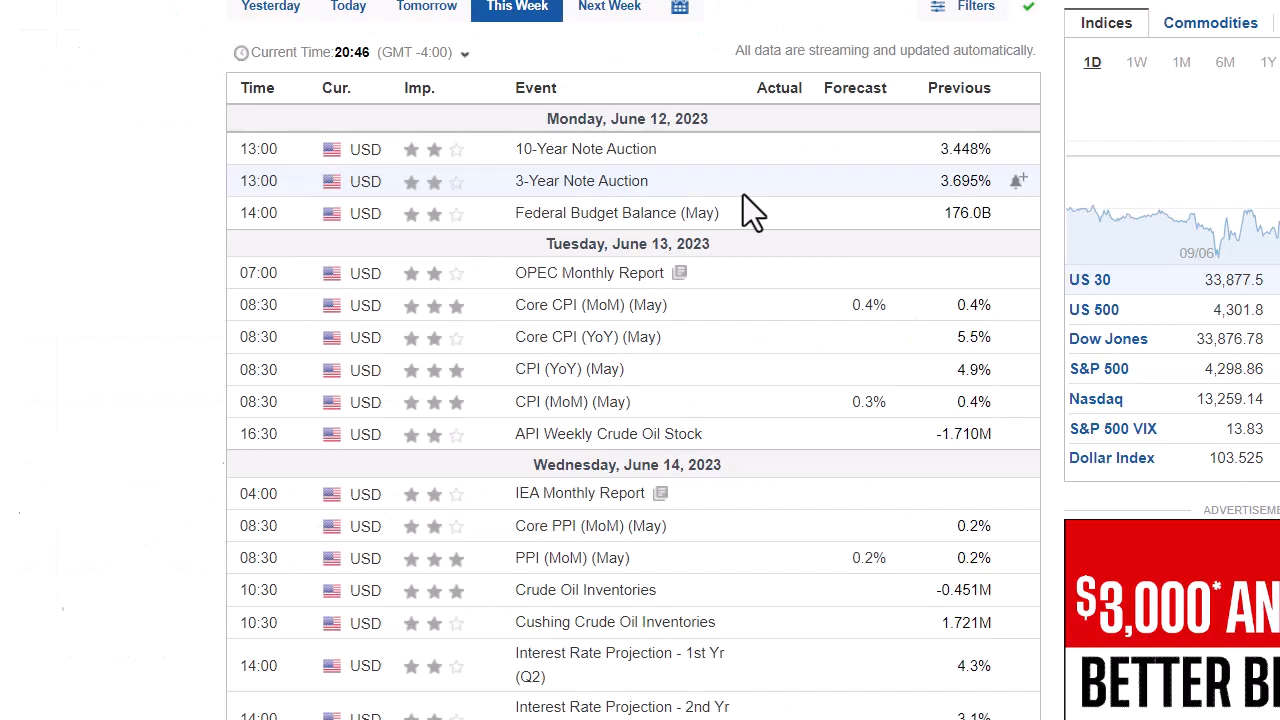 Yesterday Today Tomorrow This Week Next Week Filters
Current Time: 20:46 (GMT -4:00)
All data are streaming and updated automatically.
Time Cur. Imp. Event Actual Forecast Previous
Monday, June 12, 2023
13:00 USD 10-Year Note Auction 3.448%
13:00 USD 3-Year Note Auction 3.695%
14:00 USD Federal Budget Balance (May) 176.0B
Tuesday, June 13, 2023
07:00 USD OPEC Monthly Report
08:30 USD Core CPI (MoM) (May) 0.4% 0.4%
08:30 USD Core CPI (YoY) (May) 5.5%
08:30 USD CPI (YoY) (May) 4.9%
08:30 USD CPI (MoM) (May) 0.3% 0.4%
16:30 USD API Weekly Crude Oil Stock -1.710M
Wednesday, June 14, 2023
04:00 USD IEA Monthly Report
08:30 USD Core PPI (MoM) (May) 0.2%
08:30 USD PPI (MoM) (May) 0.2% 0.2%
10:30 USD Crude Oil Inventories -0.451M
10:30 USD Cushing Crude Oil Inventories 1.721M
14:00 USD Interest Rate Projection - 1st Yr 4.3%
(Q2)
14:00 USD Interest Rate Projection - 2nd Yr 3.1%
Indices Commodities
1D 1W 1M 6M 1Y
09/06
US 30 33,877.5
US 500 4,301.8
Dow Jones 33,876.78
S&P 500 4,298.86
Nasdaq 13,259.14
S&P 500 VIX 13.83
Dollar Index 103.525
ADVERTISEME
$3,000* AN
BETTER BE